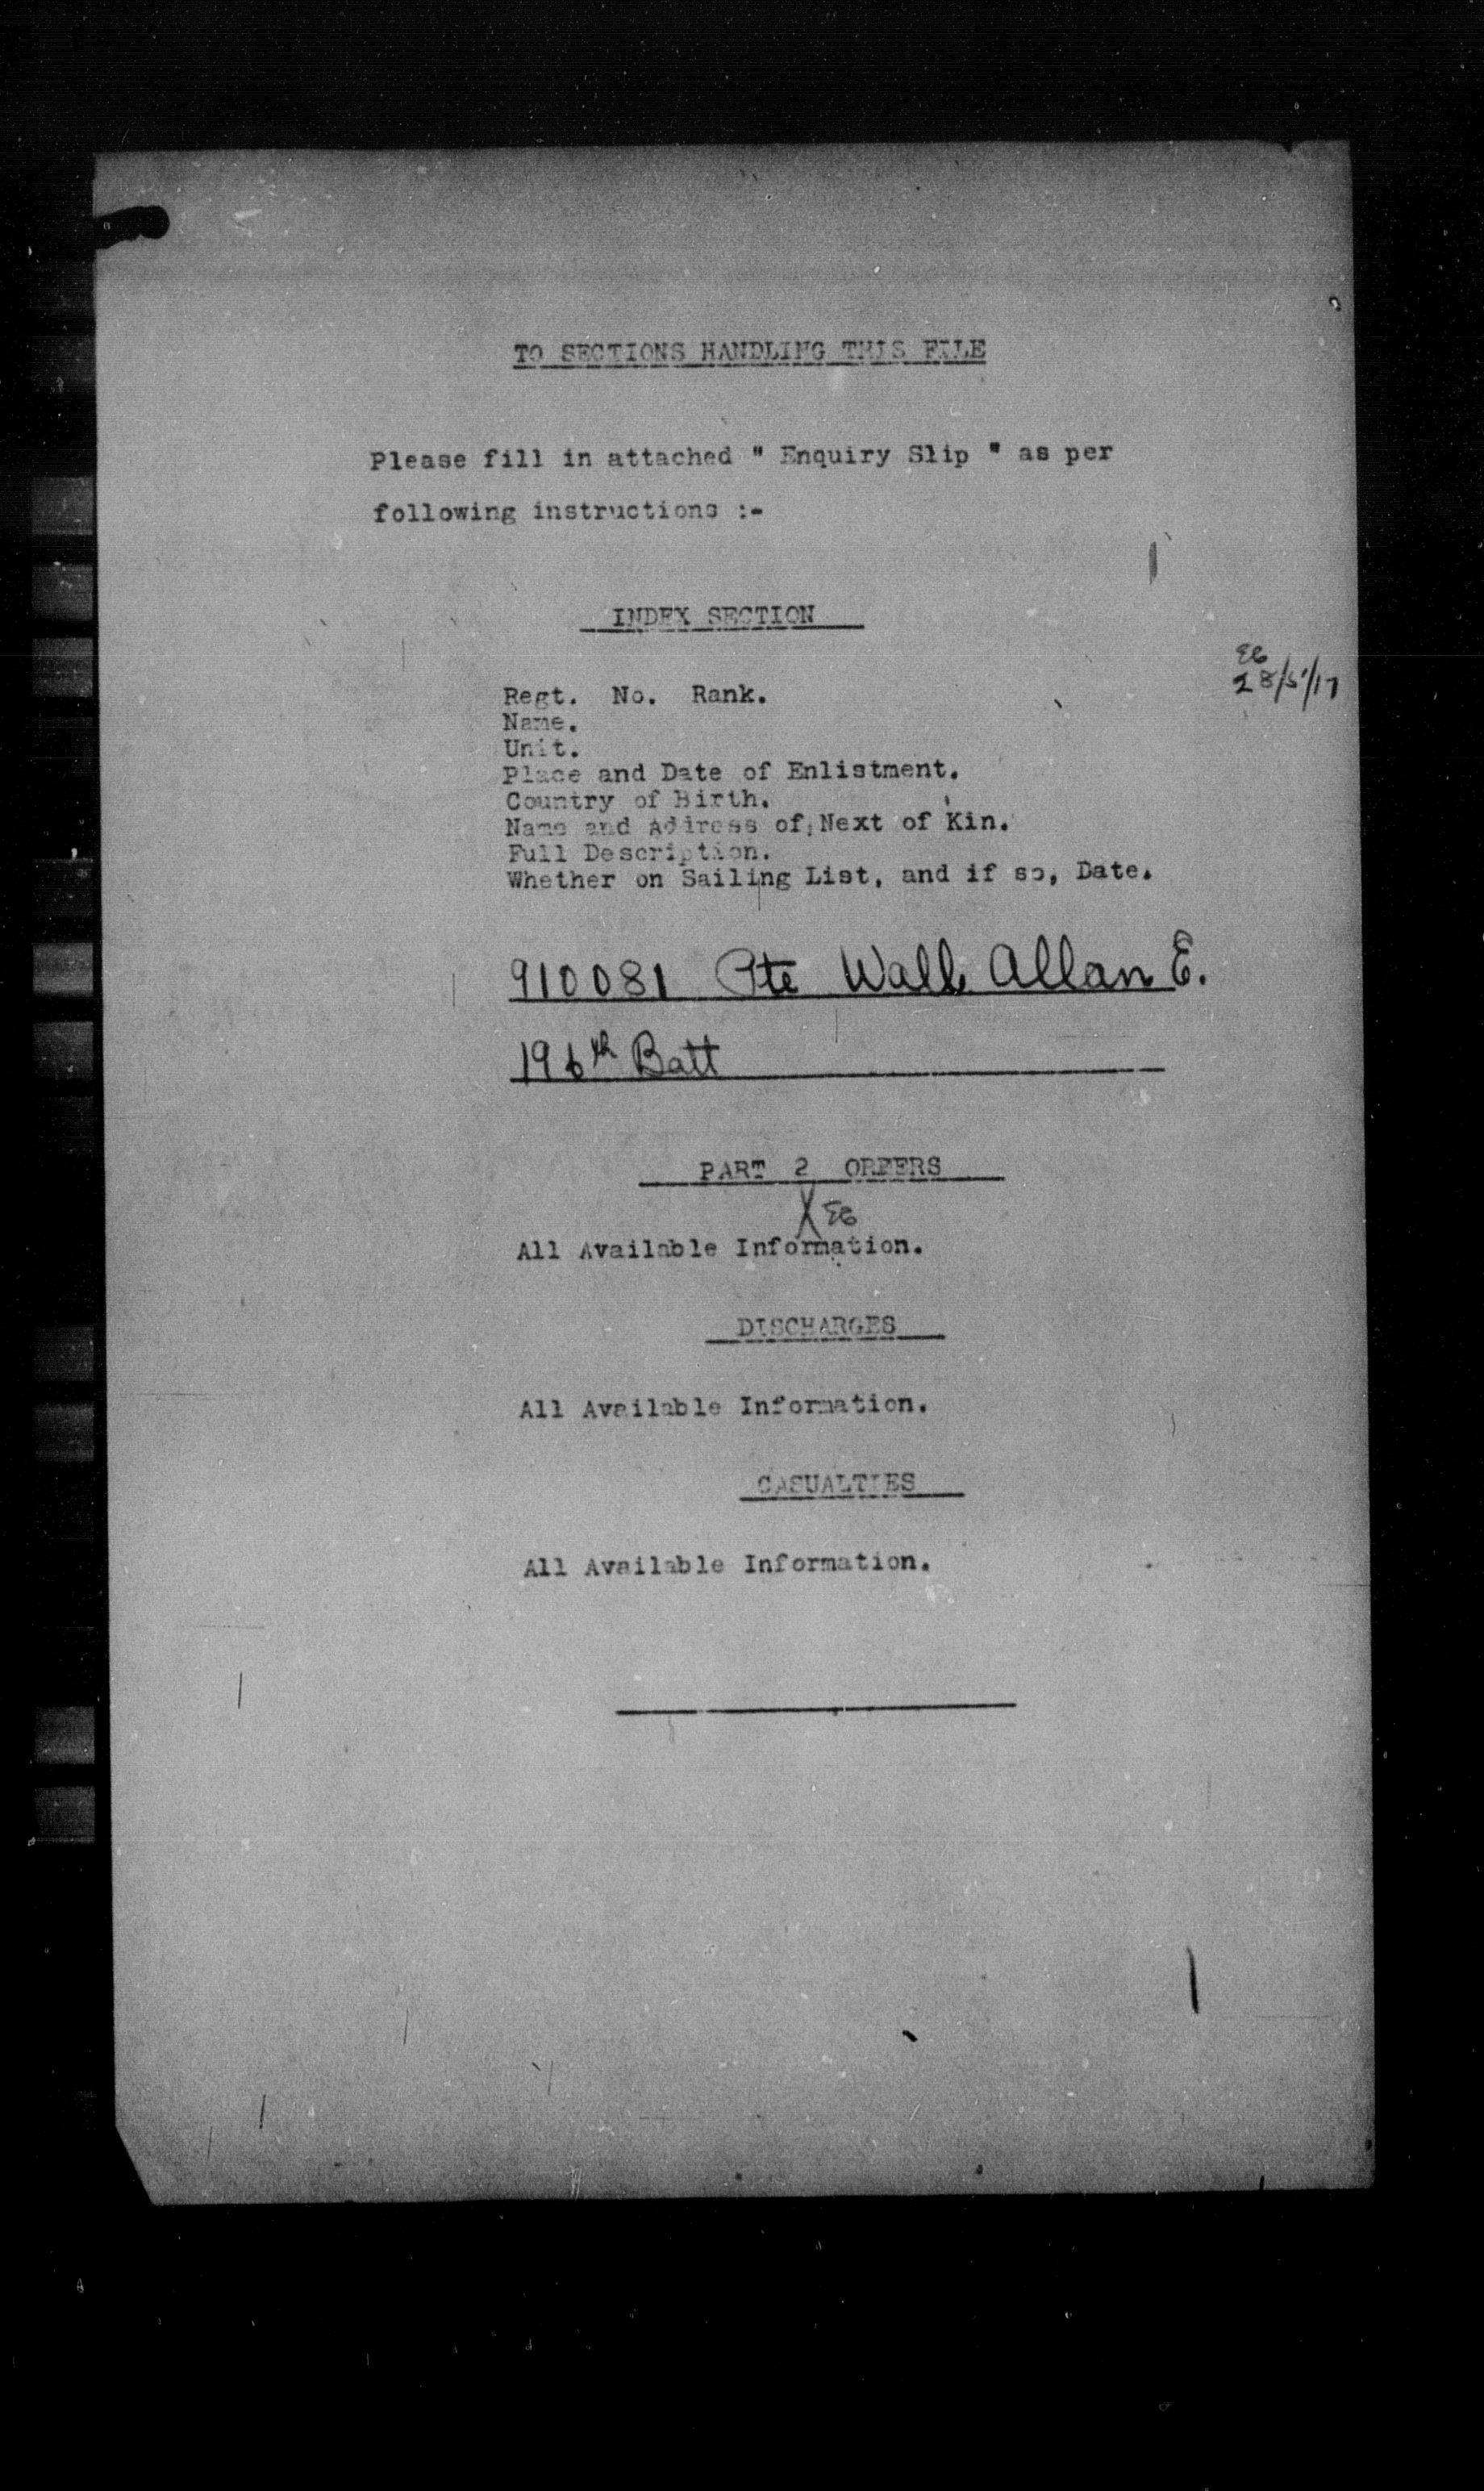 TO SECTIONS HANDLING THIS FILE
Please fill in attached " Enquiry Slip " as per
following instructions :-
INDEX SECTION
28/5/17
Regt. No. Rank.
Name.
Unit.
Place and Date of Enlistment.
Country of Birth.
Name and Address of Next of Kin.
Full Description.
Whether on Sailing List, and if so, Date.
910081 Pte Wall Allan E.
196th Batt
PART 2 ORDERS
All Available Information.
DISCHARGES
All Available Information.
CASUALTIES
All Available Information.